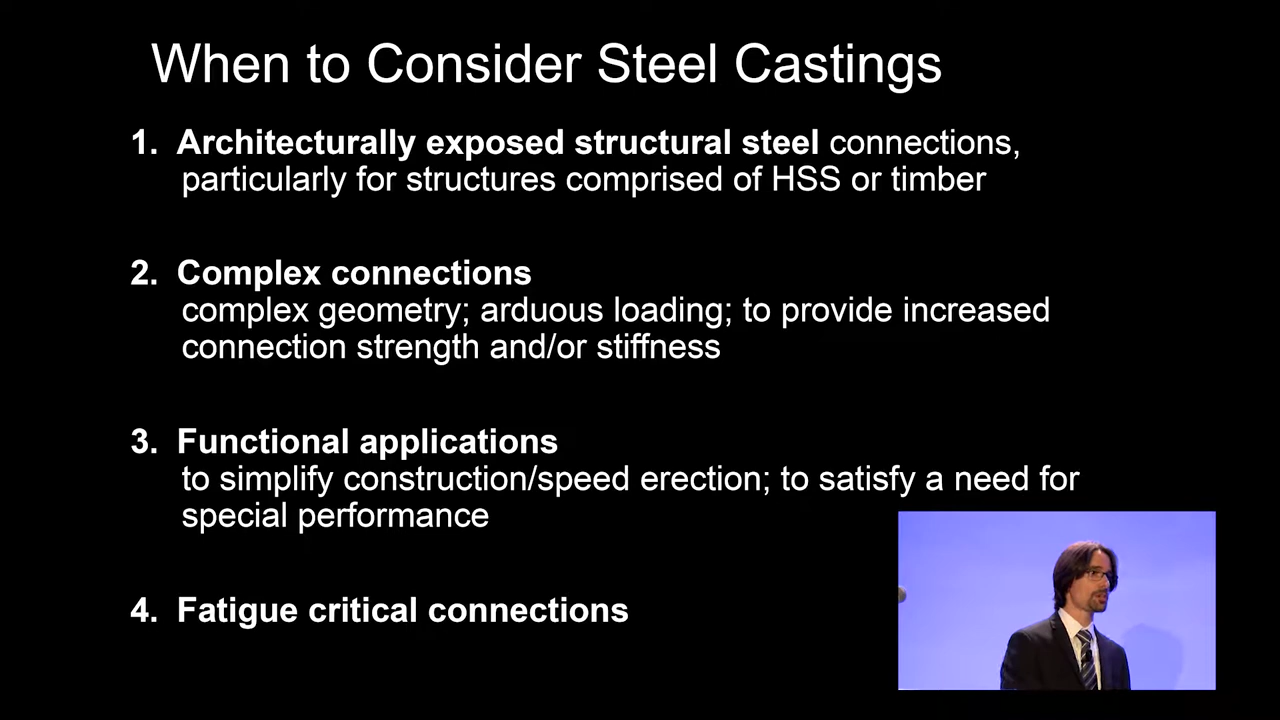 When to Consider Steel Castings
1. Architecturally exposed structural steel connections,
particularly for structures comprised of HSS or timber
2. Complex connections
complex geometry; arduous loading; to provide increased
connection strength and/or stiffness
3. Functional applications
to simplify construction/speed erection; to satisfy a need for
special performance
4. Fatigue critical connections